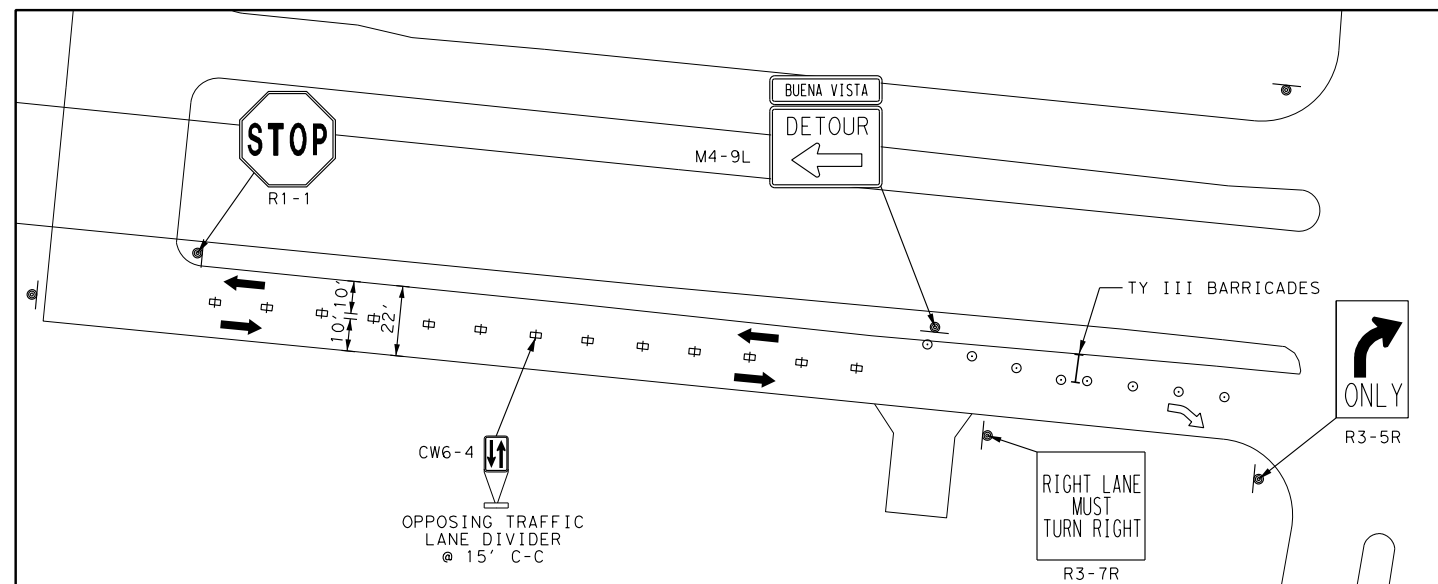 BUENA VISTA
DETOUR
M4-9L
STOP
R1-1
TY III BARRICADES
10' 10'
22'
ONLY
R3-5R
CW6-4
OPPOSING TRAFFIC
LANE DIVIDER
@ 15' C-C
RIGHT LANE
MUST
TURN RIGHT
R3-7R